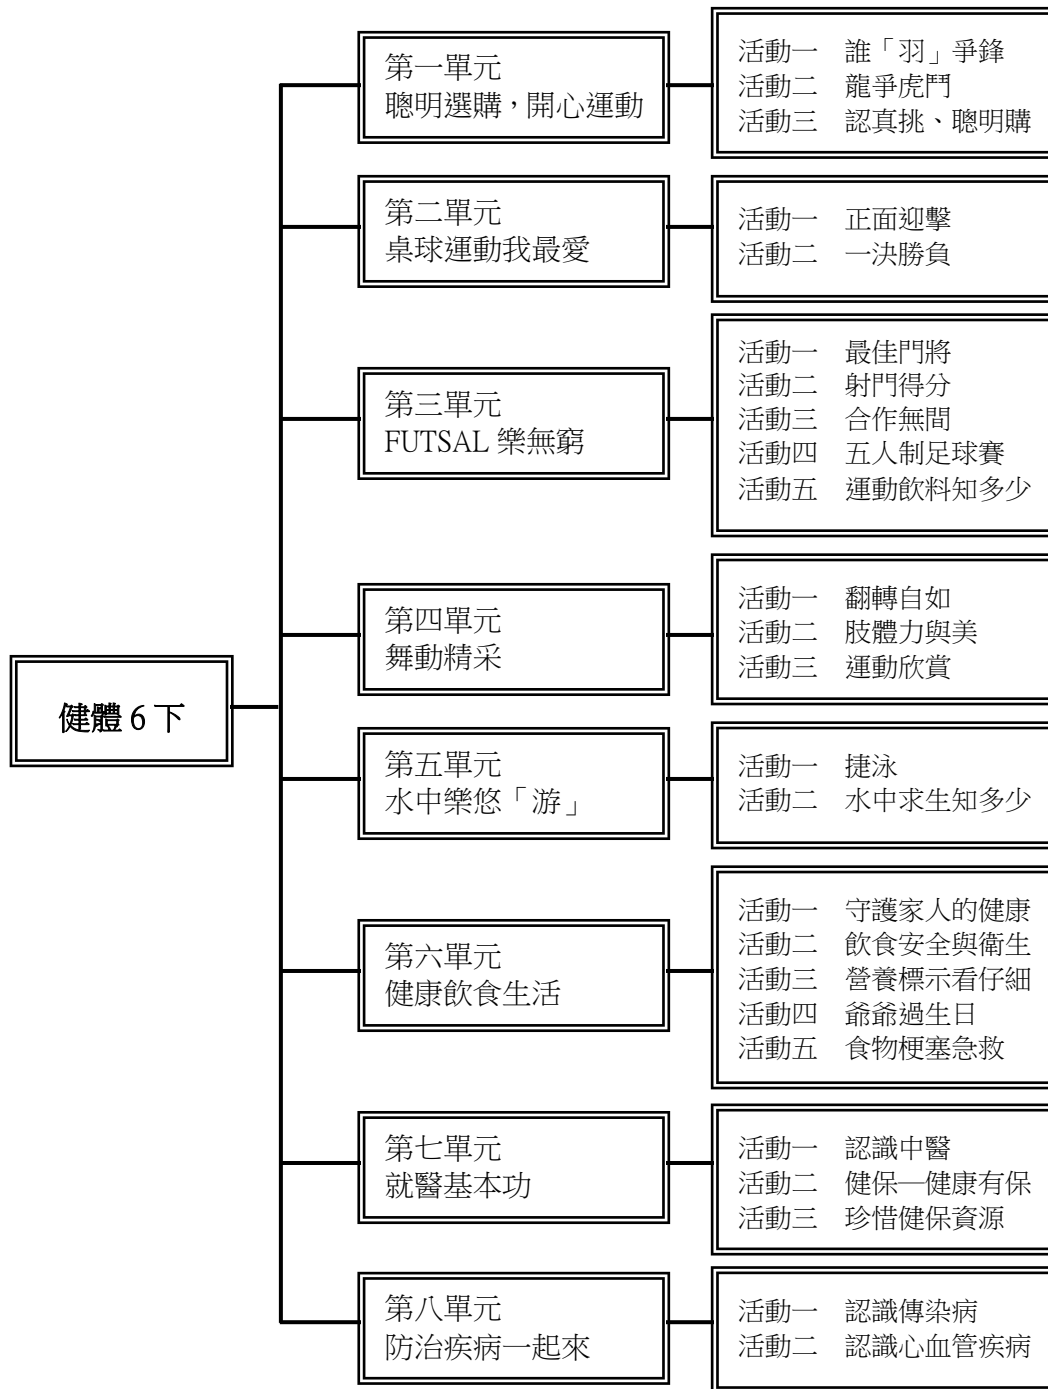 健體 6 下
第一單元
聰明選購，開心運動
活動一　誰「羽」爭鋒
活動二　龍爭虎鬥
活動三　認真挑、聰明購
第二單元
桌球運動我最愛
活動一　正面迎擊
活動二　一決勝負
第三單元
FUTSAL 樂無窮
活動一　最佳門將
活動二　射門得分
活動三　合作無間
活動四　五人制足球賽
活動五　運動飲料知多少
第四單元
舞動精采
活動一　翻轉自如
活動二　肢體力與美
活動三　運動欣賞
第五單元
水中樂悠「游」
活動一　捷泳
活動二　水中求生知多少
第六單元
健康飲食生活
活動一　守護家人的健康
活動二　飲食安全與衛生
活動三　營養標示看仔細
活動四　爺爺過生日
活動五　食物梗塞急救
第七單元
就醫基本功
活動一　認識中醫
活動二　健保─健康有保
活動三　珍惜健保資源
第八單元
防治疾病一起來
活動一　認識傳染病
活動二　認識心血管疾病